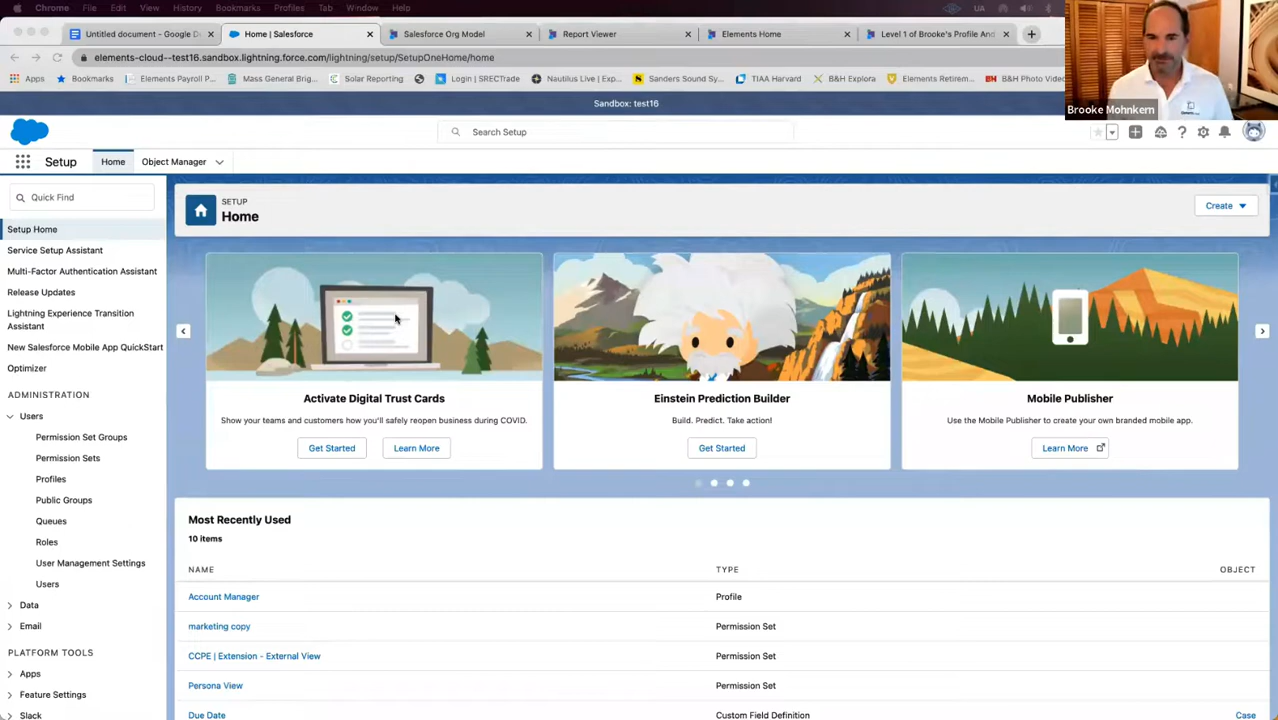 Chrome File Edit View History Bookmarks Profiles Tab Window Help UA
Untitled document - Google D
Home | Salesforce
Salesforce Org Model
Report Viewer
Elements Home
Level 1 of Brooke's Profile And
elements-cloud--test16.sandbox.lightning.force.com/lightning/setup/SetupOneHome/home
Apps Bookmarks Elements Payroll P... Mass General Brig... Solar Reporting Login | SRECTrade Nautilus Live | Exp... Sanders Sound Sy... TIAA Harvard B&H Explora Elements Retirem... B&H Photo Video
Brooke Mohnkern
Sandbox: test16
Search Setup
Setup Home Object Manager
Quick Find
Setup Home
Service Setup Assistant
Multi-Factor Authentication Assistant
Release Updates
Lightning Experience Transition
Assistant
New Salesforce Mobile App QuickStart
Optimizer
ADMINISTRATION
Users
Permission Set Groups
Permission Sets
Profiles
Public Groups
Queues
Roles
User Management Settings
Users
Data
Email
PLATFORM TOOLS
Apps
Feature Settings
Slack
SETUP
Home
Create
Activate Digital Trust Cards
Show your teams and customers how you'll safely reopen business during COVID.
Get Started Learn More
Einstein Prediction Builder
Build. Predict. Take action!
Get Started
Mobile Publisher
Use the Mobile Publisher to create your own branded mobile app.
Learn More
Most Recently Used
10 items
NAME TYPE OBJECT
Account Manager Profile
marketing copy Permission Set
CCPE | Extension - External View Permission Set
Persona View Permission Set
Due Date Custom Field Definition Case